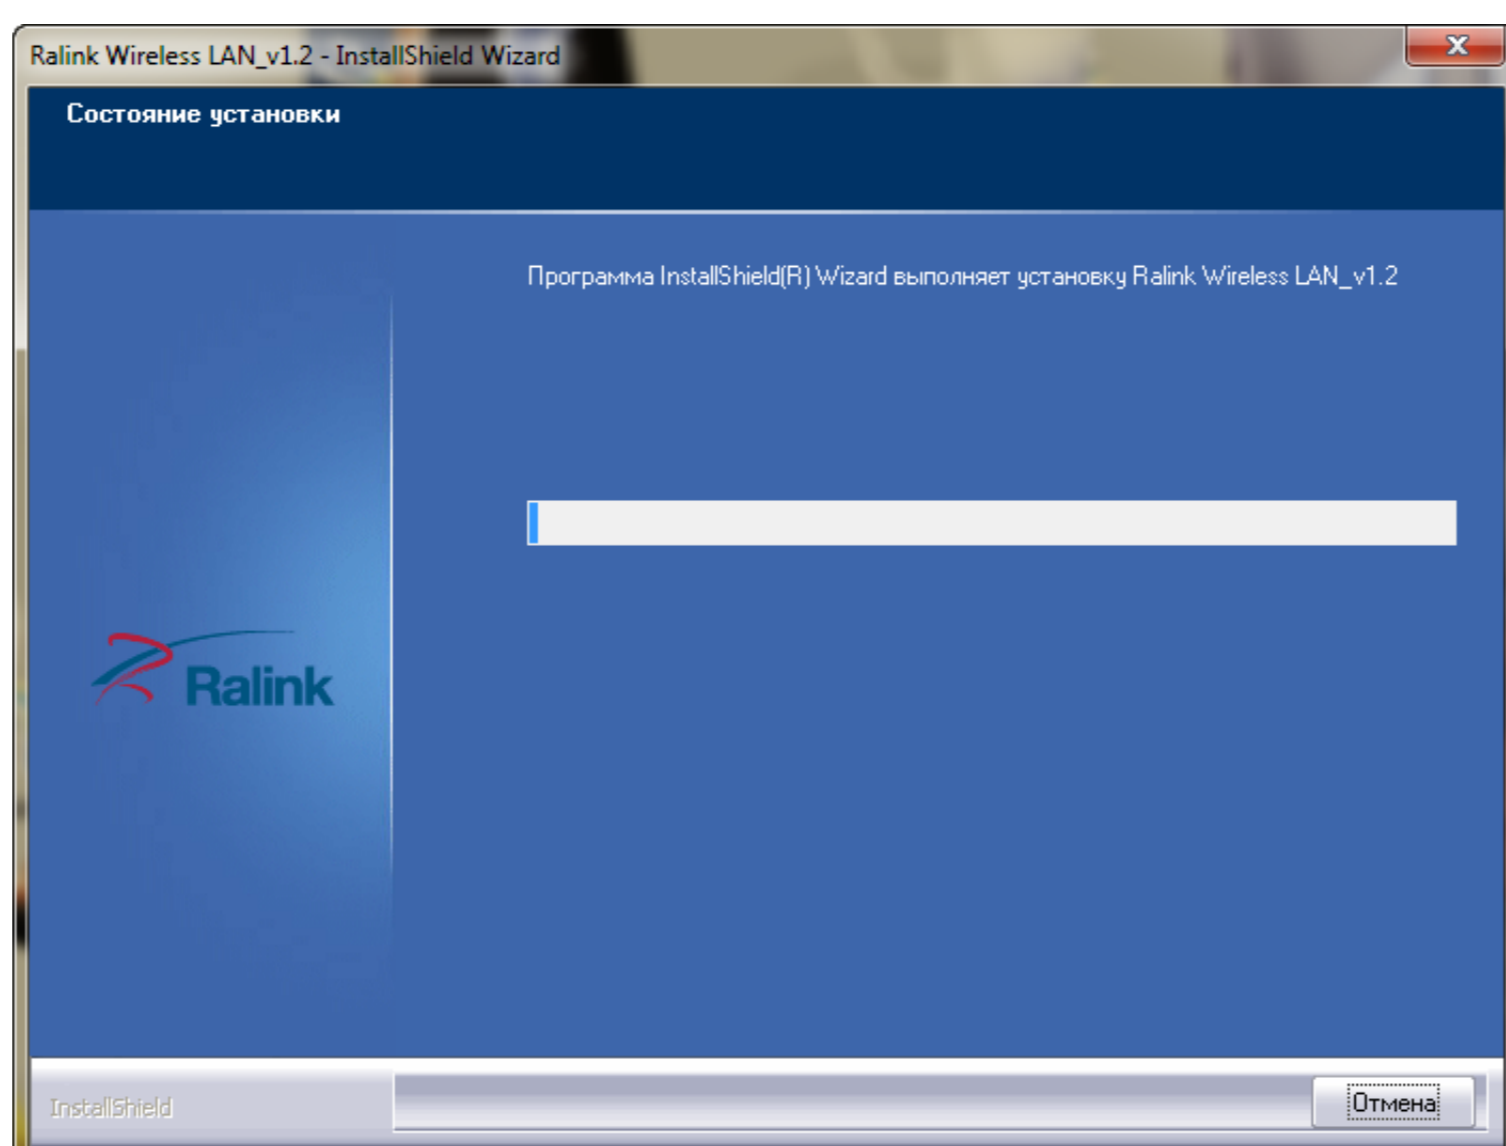 Ralink Wireless LAN_v1.2 - InstallShield Wizard
Состояние установки
Программа InstallShield(R) Wizard выполняет установку Ralink Wireless LAN_v1.2
Ralink
InstallShield
Отмена